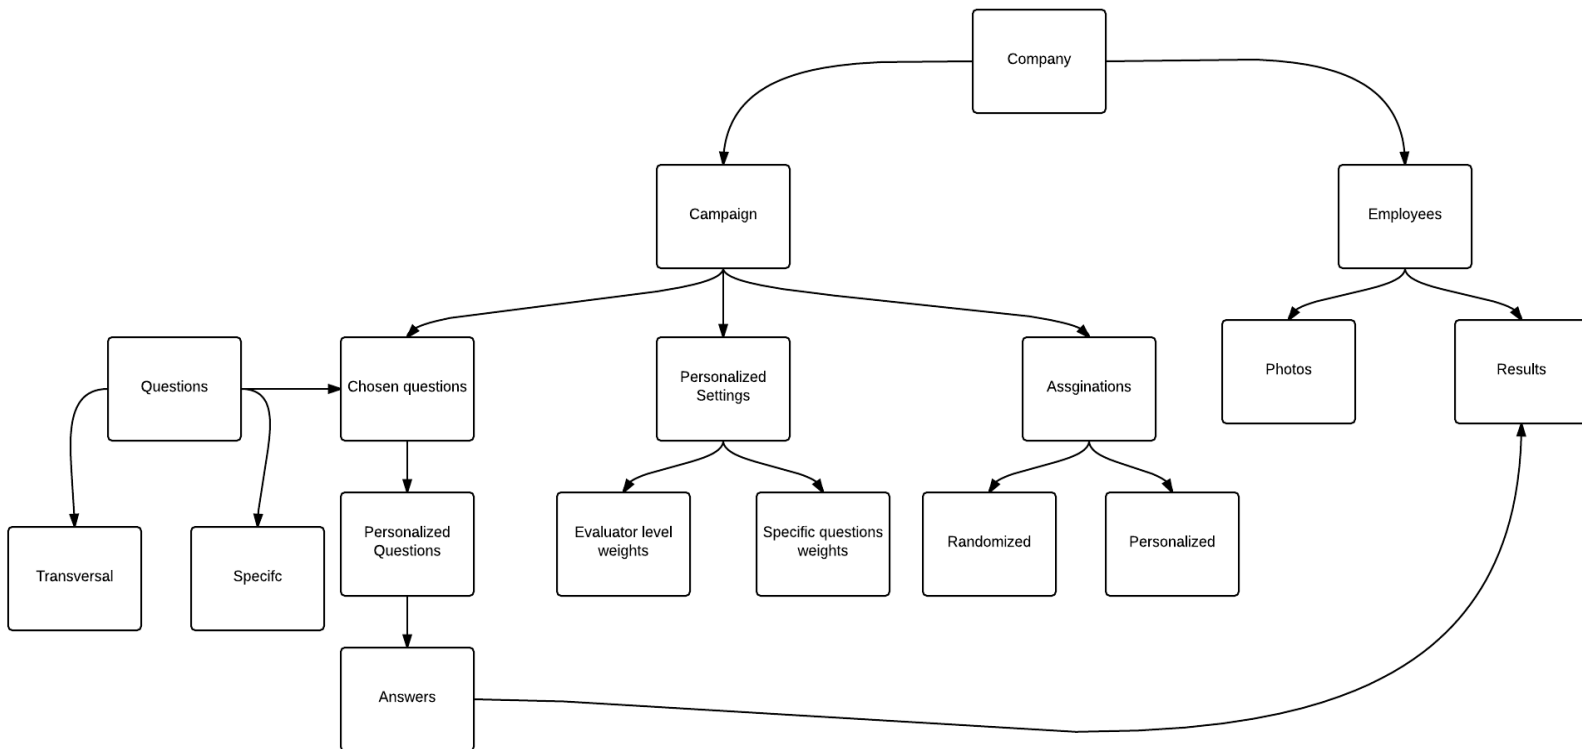 Company
Campaign
Employees
Questions
Chosen questions
Personalized
Settings
Assginations
Photos
Results
Transversal
Specifc
Personalized
Questions
Evaluator level
weights
Specific questions
weights
Randomized
Personalized
Answers